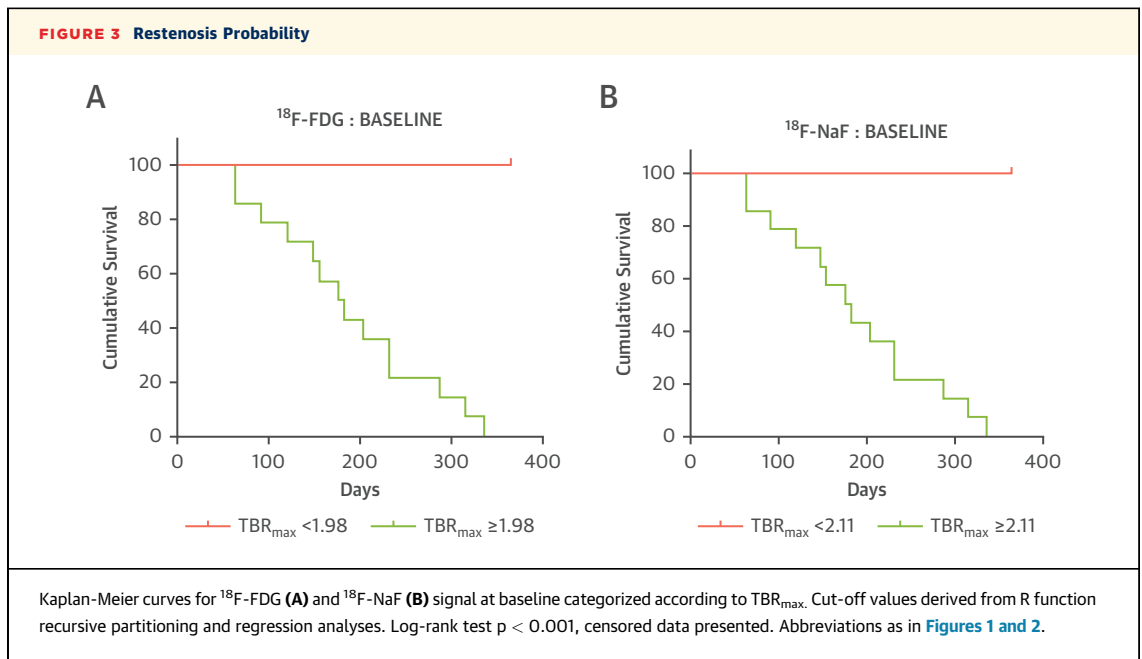 FIGURE 3 Restenosis Probability
A
18F-FDG : BASELINE
Cumulative Survival
100
80
60
40
20
0
0 100 200 300 400
Days
TBRmax <1.98 TBRmax ≥1.98
B
18F-NaF : BASELINE
Cumulative Survival
100
80
60
40
20
0
0 100 200 300 400
Days
TBRmax <2.11 TBRmax ≥2.11
Kaplan-Meier curves for 18F-FDG (A) and 18F-NaF (B) signal at baseline categorized according to TBRmax. Cut-off values derived from R function
recursive partitioning and regression analyses. Log-rank test p < 0.001, censored data presented. Abbreviations as in Figures 1 and 2.